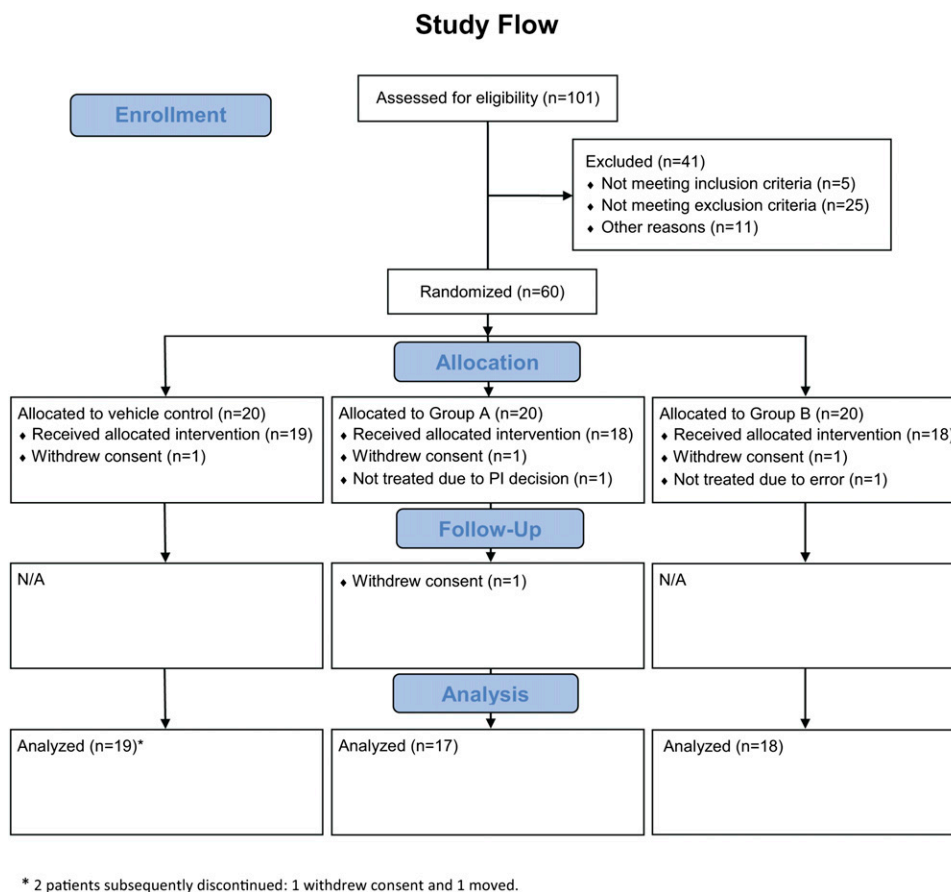 Study Flow
Enrollment
Assessed for eligibility (n=101)
Excluded (n=41)
♦ Not meeting inclusion criteria (n=5)
♦ Not meeting exclusion criteria (n=25)
♦ Other reasons (n=11)
Randomized (n=60)
Allocation
Allocated to vehicle control (n=20)
♦ Received allocated intervention (n=19)
♦ Withdrew consent (n=1)
Allocated to Group A (n=20)
♦ Received allocated intervention (n=18)
♦ Withdrew consent (n=1)
♦ Not treated due to PI decision (n=1)
Allocated to Group B (n=20)
♦ Received allocated intervention (n=18)
♦ Withdrew consent (n=1)
♦ Not treated due to error (n=1)
Follow-Up
N/A
♦ Withdrew consent (n=1)
N/A
Analysis
Analyzed (n=19)*
Analyzed (n=17)
Analyzed (n=18)
* 2 patients subsequently discontinued: 1 withdrew consent and 1 moved.